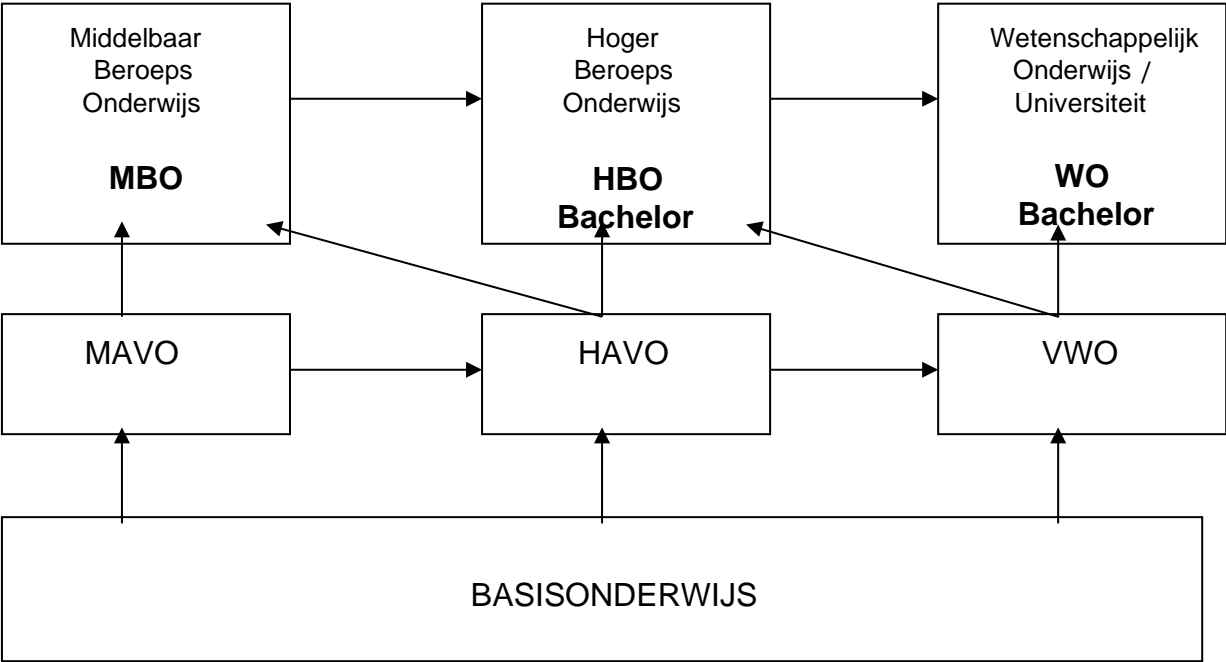 Middelbaar
Beroeps
Onderwijs
MBO
Hoger
Beroeps
Onderwijs
HBO
Bachelor
Wetenschappelijk
Onderwijs /
Universiteit
WO
Bachelor
MAVO
HAVO
VWO
BASISONDERWIJS